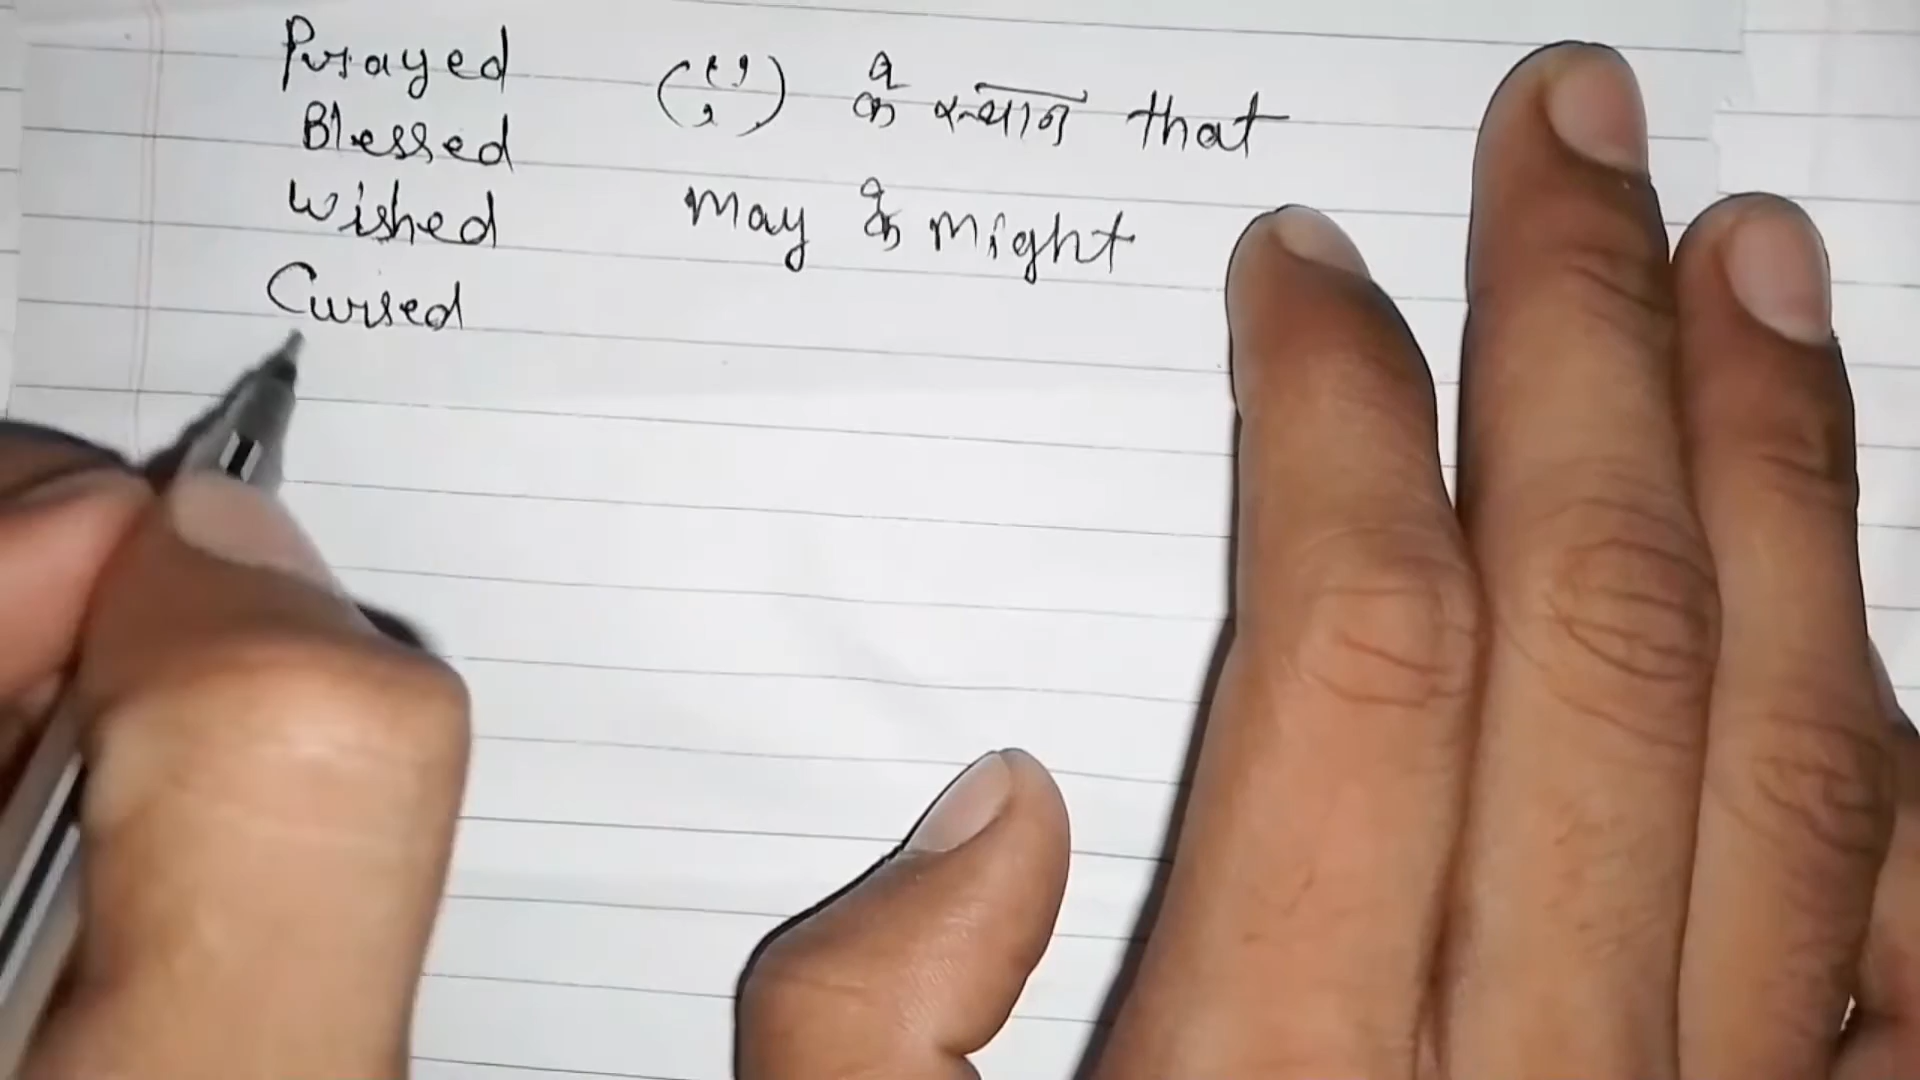 Prayed (",") के स्थान that
Blessed
Wished May के Might
Cursed